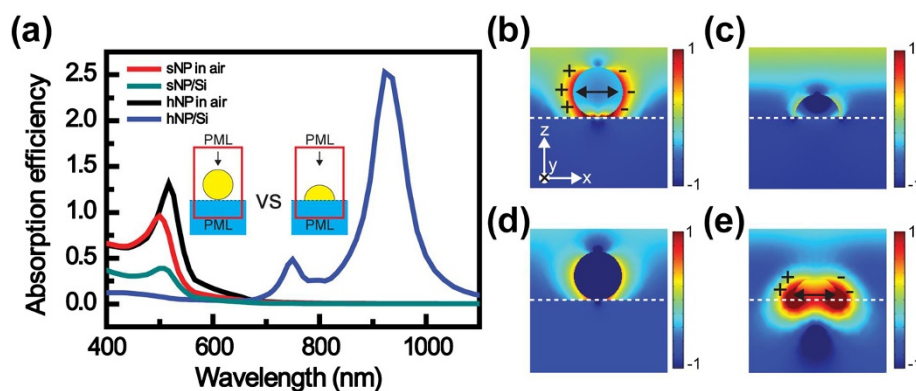 (a)
Absorption efficiency
2.5
2.0
1.5
1.0
0.5
0.0
sNP in air
sNP/Si
hNP in air
hNP/Si
PML
PML
VS
PML
PML
400
600
800
1000
Wavelength (nm)
(b)
+
+
+
-
-
-
z
y
x
1
-1
(c)
1
-1
(d)
1
-1
(e)
+
+
-
-
1
-1